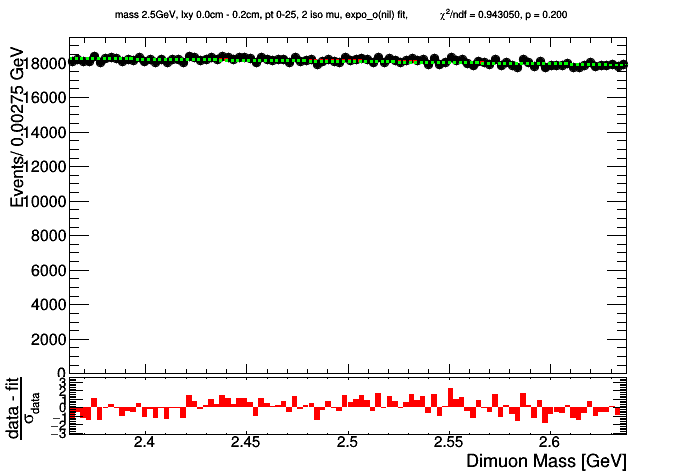 mass 2.5GeV, lxy 0.0cm - 0.2cm, pt 0-25, 2 iso mu, expo_o(nil) fit, χ²/ndf = 0.943050, p = 0.200
Events/ 0.00275 GeV
18000
16000
14000
12000
10000
8000
6000
4000
2000
0
data - fit
σdata
3
2
1
0
−1
−2
−3
2.4 2.45 2.5 2.55 2.6
Dimuon Mass [GeV]